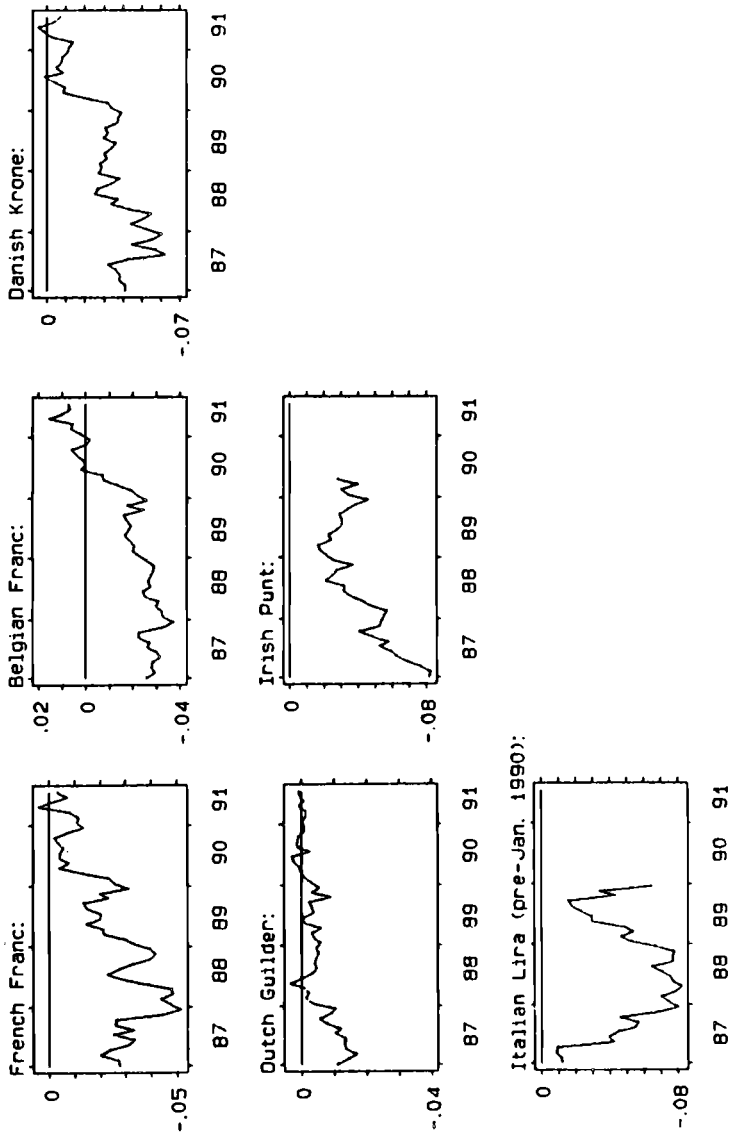 French Franc:
0
-.05
87 88 89 90 91
Belgian Franc:
.02
0
-.04
87 88 89 90 91
Danish Krone:
0
-.07
87 88 89 90 91
Dutch Guilder:
0
-.04
87 88 89 90 91
Irish Punt:
0
-.08
87 88 89 90 91
Italian Lira (pre-Jan. 1990):
0
-.08
87 88 89 90 91